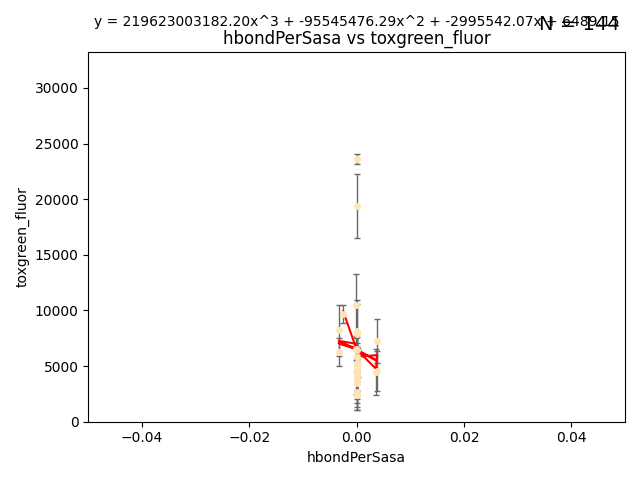 y = 219623003182.20x^3 + -95545476.29x^2 + -2995542.07x + 6489.15
N = 144
hbondPerSasa vs toxgreen_fluor
30000
25000
20000
15000
10000
5000
0
toxgreen_fluor
−0.04 −0.02 0.00 0.02 0.04
hbondPerSasa